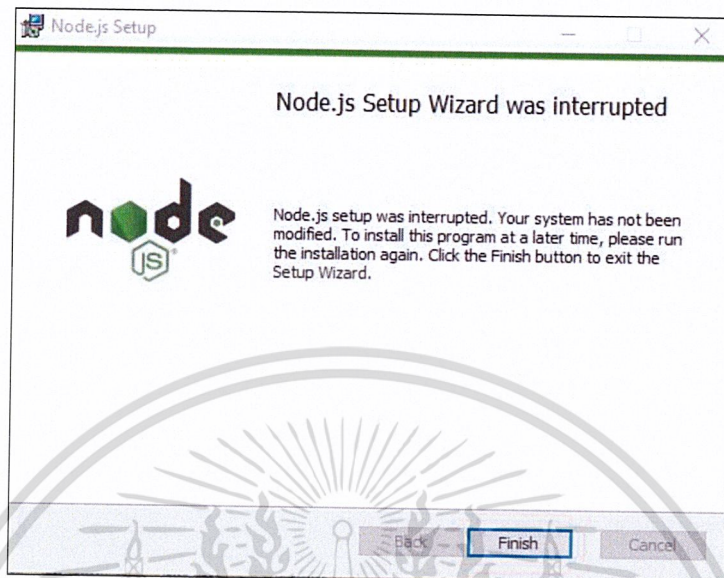 Node.js Setup
Node.js Setup Wizard was interrupted
node
JS
Node.js setup was interrupted. Your system has not been
modified. To install this program at a later time, please run
the installation again. Click the Finish button to exit the
Setup Wizard.
Back
Finish
Cancel